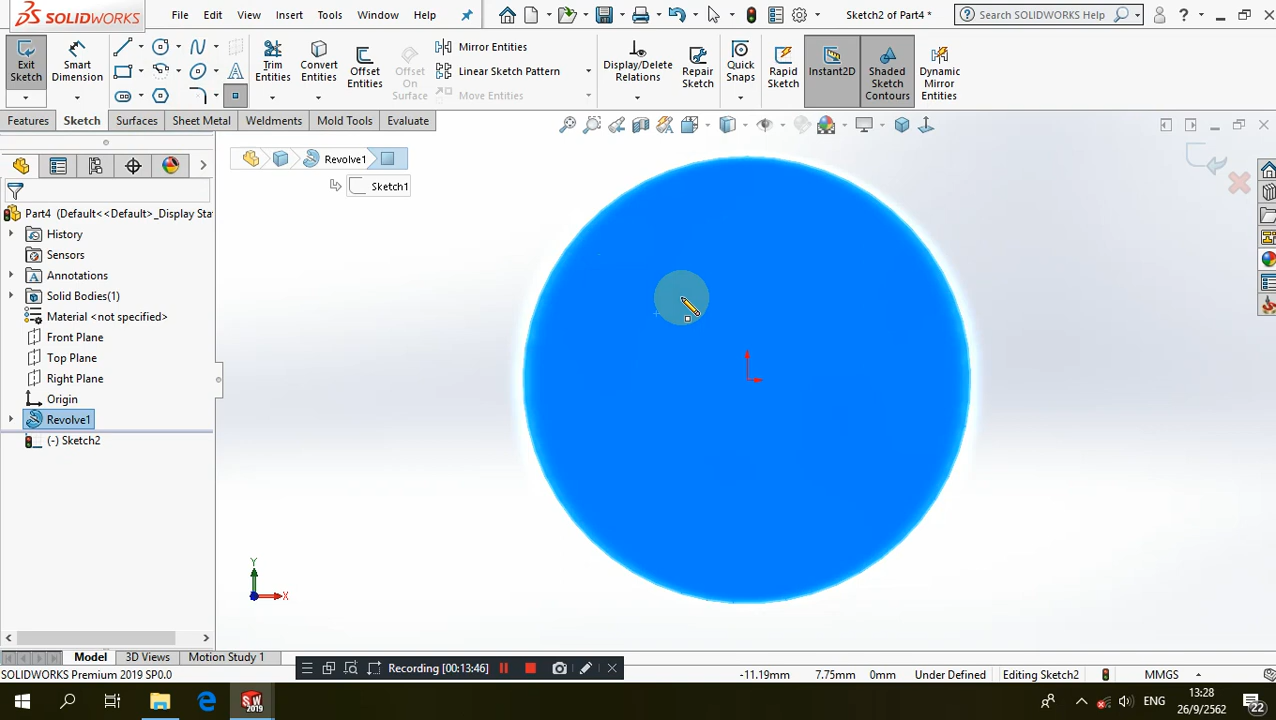 SOLIDWORKS File Edit View Insert Tools Window Help Sketch2 of Part4 * Search SOLIDWORKS Help ?
Exit Sketch
Smart Dimension
Trim Entities
Convert Entities
Offset Entities
Offset On Surface
Mirror Entities
Linear Sketch Pattern
Move Entities
Display/Delete Relations
Repair Sketch
Quick Snaps
Rapid Sketch
Instant2D
Shaded Sketch Contours
Dynamic Mirror Entities
Features Sketch Surfaces Sheet Metal Weldments Mold Tools Evaluate
Revolve1
Sketch1
Part4 (Default<<Default>_Display Sta
History
Sensors
Annotations
Solid Bodies(1)
Material <not specified>
Front Plane
Top Plane
Right Plane
Origin
Revolve1
(-) Sketch2
Y
X
Model 3D Views Motion Study 1
Recording [00:13:46]
SOLIDWORKS Premium 2019 SP0.0 -11.19mm 7.75mm 0mm Under Defined Editing Sketch2 MMGS
SW 2019
ENG
13:28
26/9/2562
22